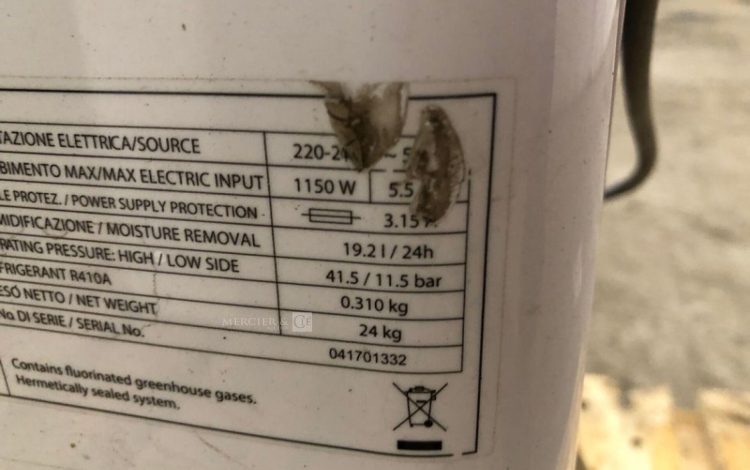 TAZIONE ELETTRICA/SOURCE 220-2 ~ 5
BIMENTO MAX/MAX ELECTRIC INPUT 1150 W 5.5
LE PROTEZ. / POWER SUPPLY PROTECTION 3.15
MIDIFICAZIONE / MOISTURE REMOVAL 19.2 l / 24h
RATING PRESSURE: HIGH / LOW SIDE 41.5 / 11.5 bar
FRIGERANT R410A 0.310 kg
ESO NETTO / NET WEIGHT 24 kg
No DI SERIE / SERIAL No. 041701332
MERCIER & Co
Contains fluorinated greenhouse gases.
Hermetically sealed system.